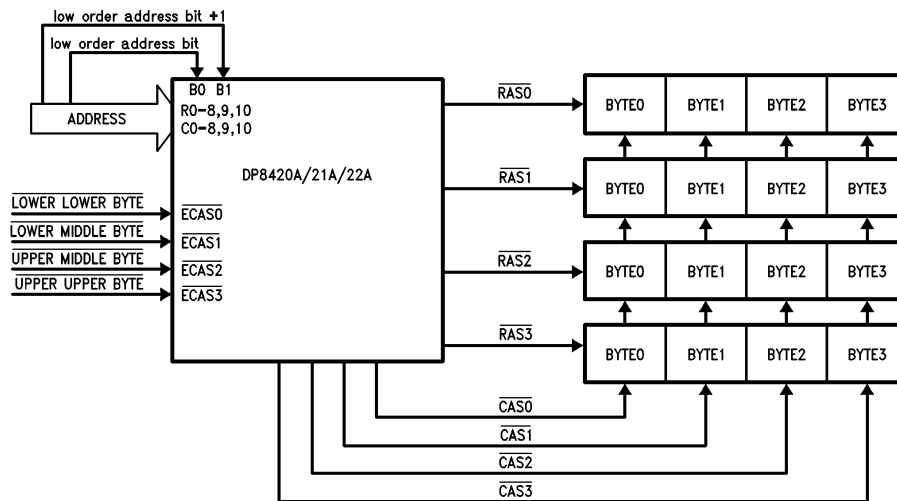 low order address bit +1
low order address bit
B0 B1
R0-8,9,10
C0-8,9,10
ADDRESS
DP8420A/21A/22A
LOWER LOWER BYTE
ECAS0
LOWER MIDDLE BYTE
ECAS1
UPPER MIDDLE BYTE
ECAS2
UPPER UPPER BYTE
ECAS3
RAS0
BYTE0 BYTE1 BYTE2 BYTE3
RAS1
BYTE0 BYTE1 BYTE2 BYTE3
RAS2
BYTE0 BYTE1 BYTE2 BYTE3
RAS3
BYTE0 BYTE1 BYTE2 BYTE3
CAS0
CAS1
CAS2
CAS3